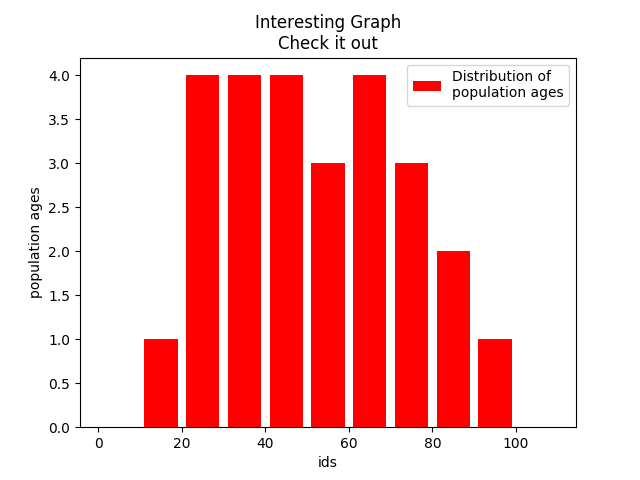 Interesting Graph
Check it out
Distribution of
population ages
population ages
4.0
3.5
3.0
2.5
2.0
1.5
1.0
0.5
0.0
0 20 40 60 80 100
ids